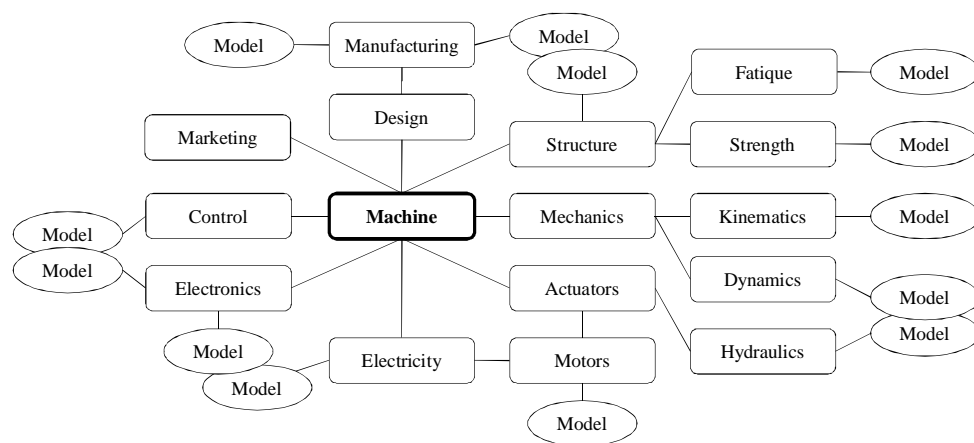 Model
Manufacturing
Model
Model
Fatique
Model
Design
Marketing
Structure
Strength
Model
Model
Control
Machine
Mechanics
Kinematics
Model
Model
Electronics
Actuators
Dynamics
Model
Model
Model
Electricity
Motors
Hydraulics
Model
Model
Model